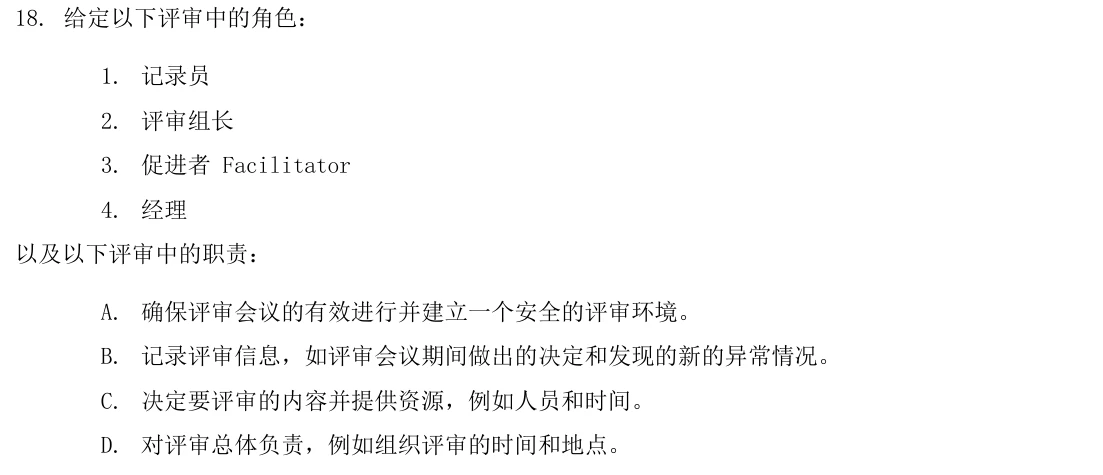 18. 给定以下评审中的角色：
1. 记录员
2. 评审组长
3. 促进者 Facilitator
4. 经理
以及以下评审中的职责：
A. 确保评审会议的有效进行并建立一个安全的评审环境。
B. 记录评审信息，如评审会议期间做出的决定和发现的新的异常情况。
C. 决定要评审的内容并提供资源，例如人员和时间。
D. 对评审总体负责，例如组织评审的时间和地点。